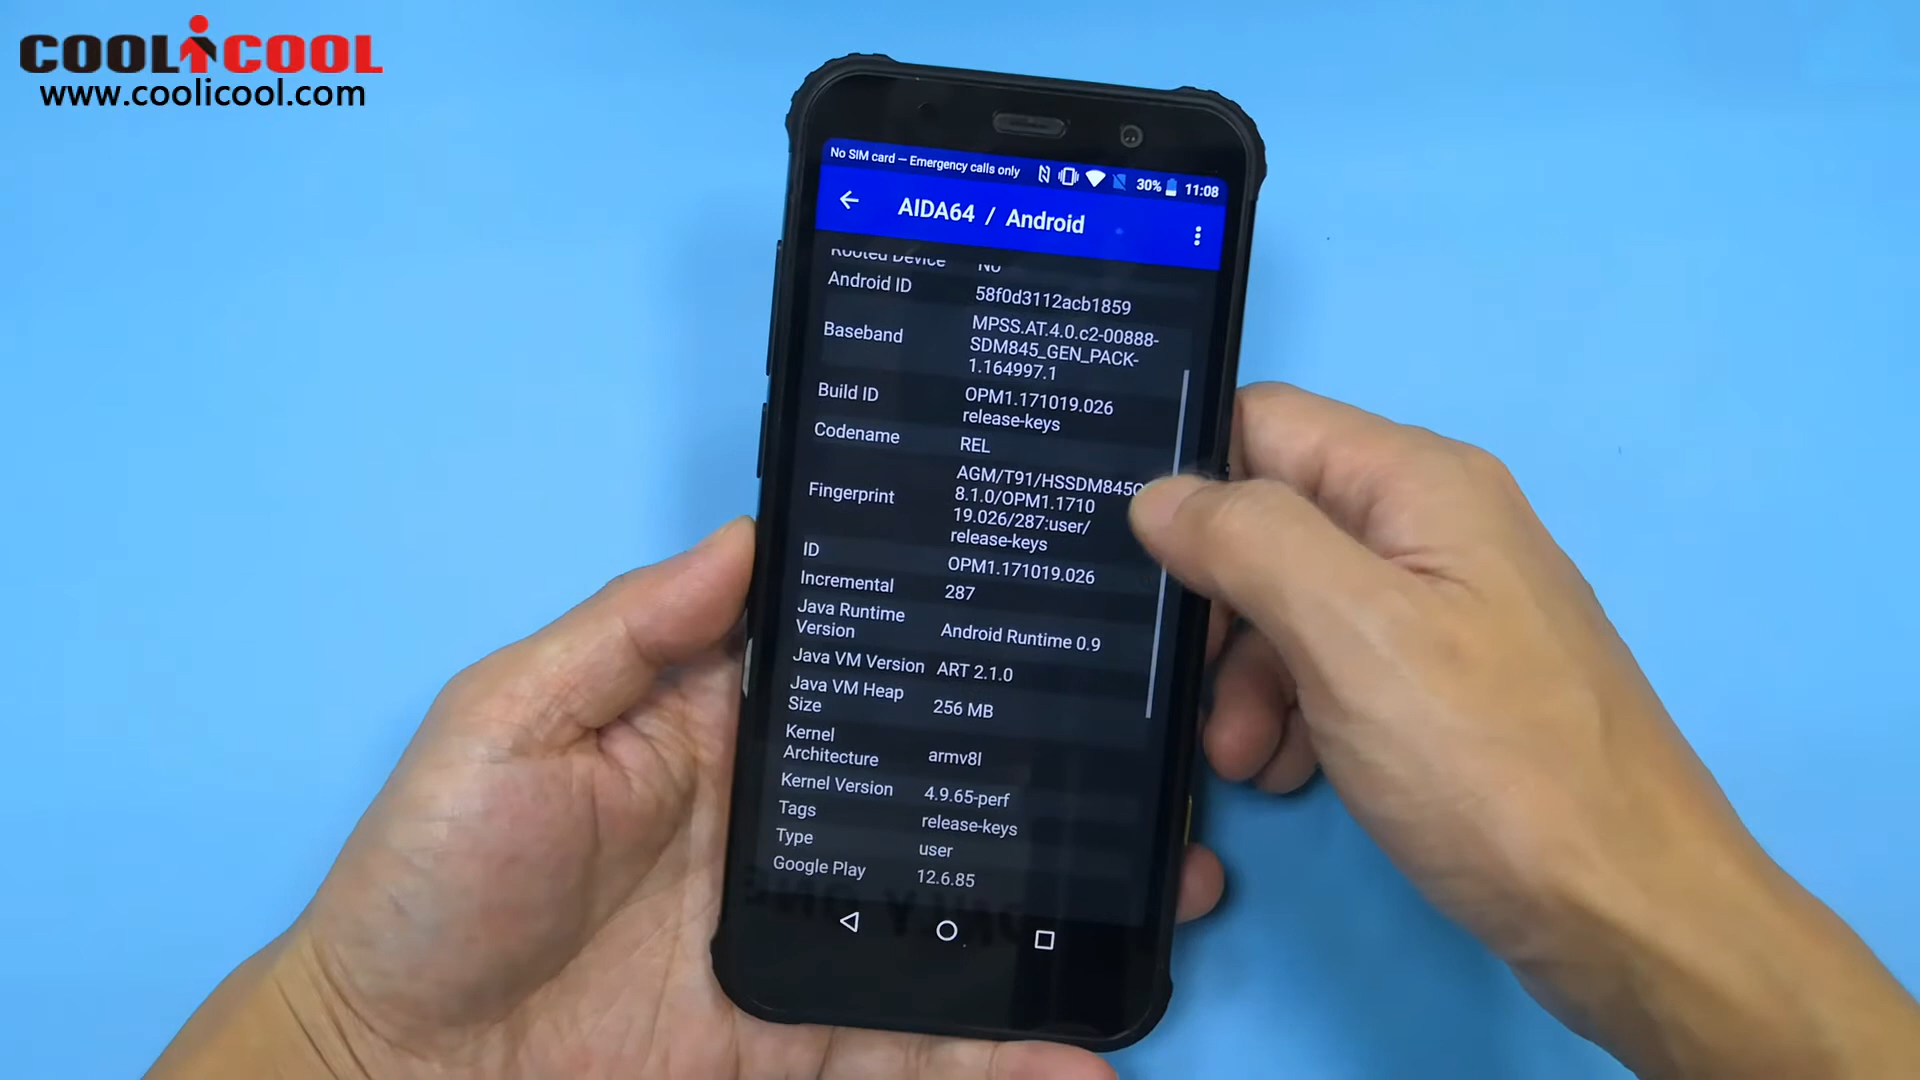 COOLiCOOL
www.coolicool.com
No SIM card – Emergency calls only 30% 11:08
AIDA64 / Android
Rooted Device No
Android ID 58f0d3112acb1859
Baseband MPSS.AT.4.0.c2-00888-
SDM845_GEN_PACK-
1.164997.1
Build ID OPM1.171019.026
release-keys
Codename REL
Fingerprint AGM/T91/HSSDM845
8.1.0/OPM1.1710
19.026/287:user/
release-keys
ID OPM1.171019.026
Incremental 287
Java Runtime
Version Android Runtime 0.9
Java VM Version ART 2.1.0
Java VM Heap
Size 256 MB
Kernel
Architecture armv8l
Kernel Version 4.9.65-perf
Tags release-keys
Type user
Google Play 12.6.85